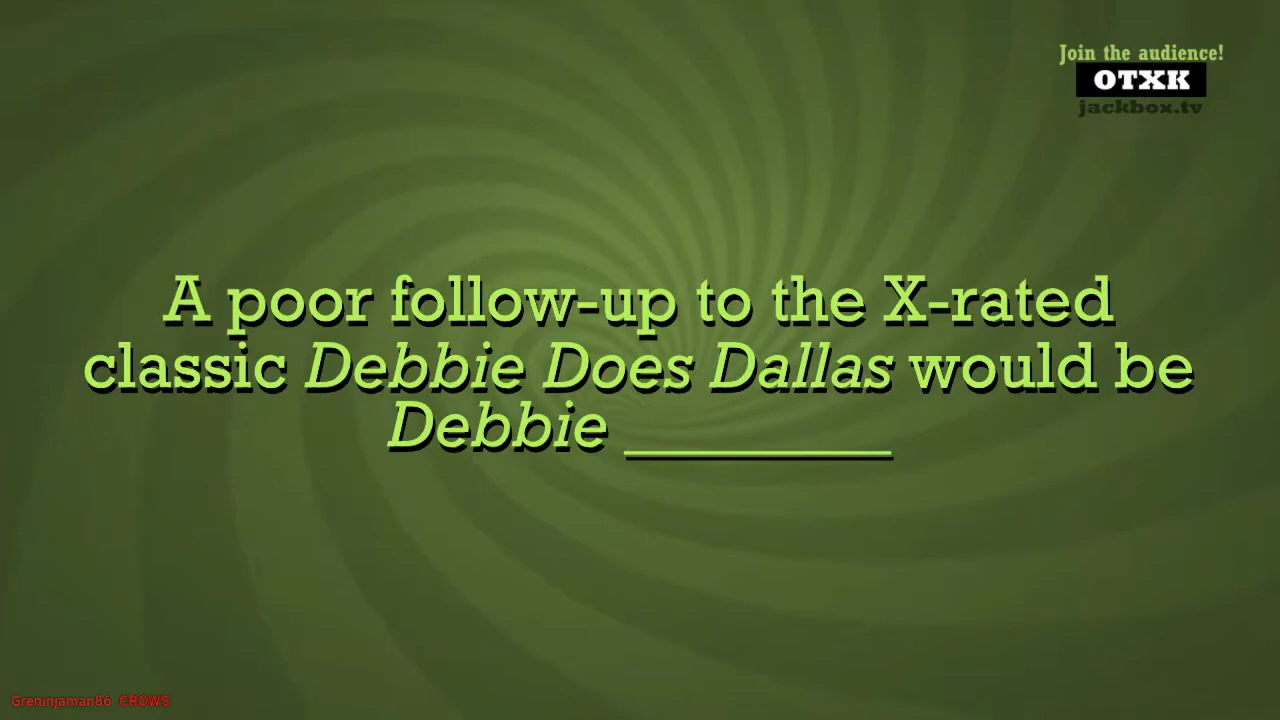 Join the audience!
OTXK
jackbox.tv
A poor follow-up to the X-rated
classic Debbie Does Dallas would be
Debbie ________
Greninjaman86 CROWS